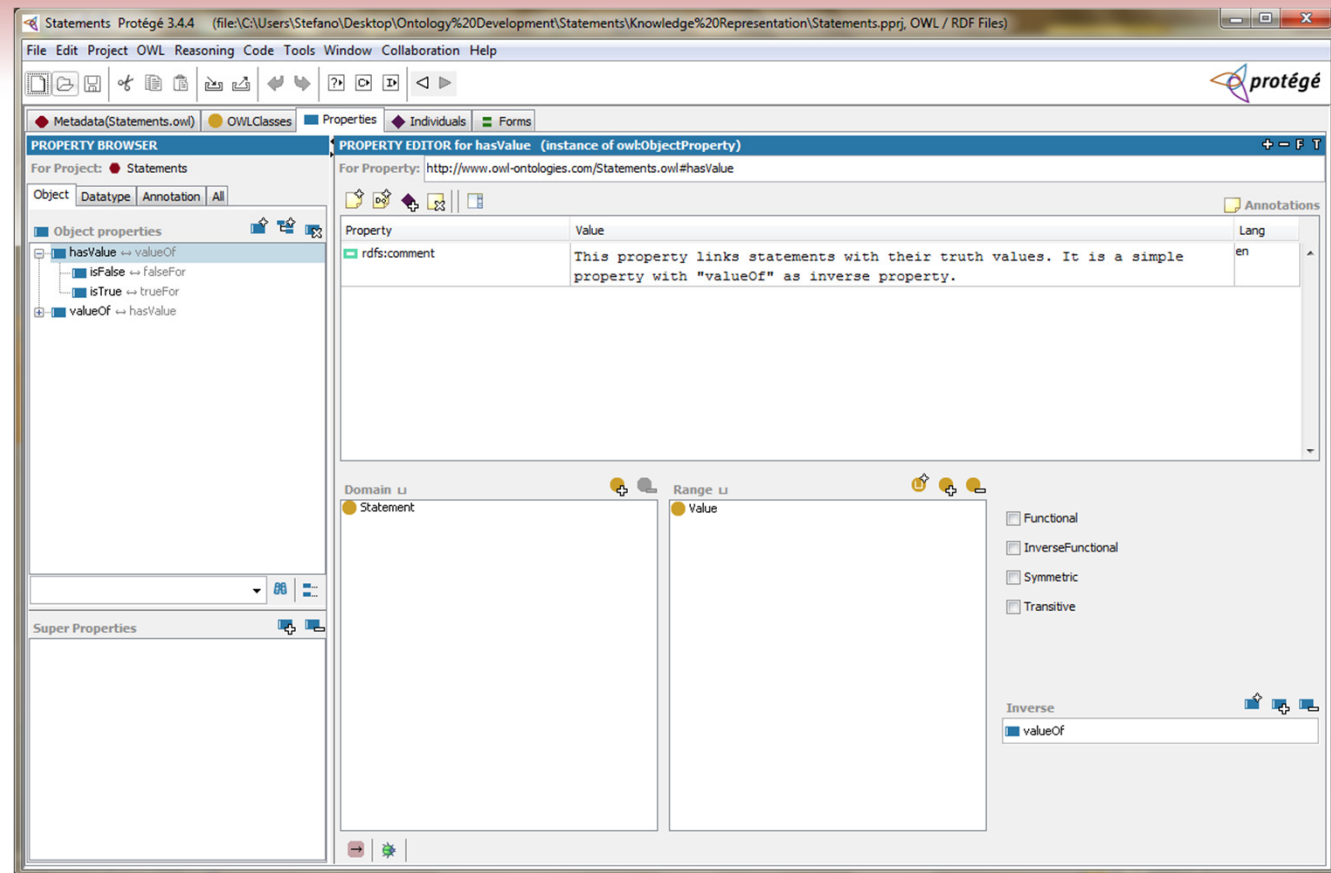 Statements Protégé 3.4.4 (file:\C:\Users\Stefano\Desktop\Ontology%20Development\Statements\Knowledge%20Representation\Statements.pprj, OWL / RDF Files)
File Edit Project OWL Reasoning Code Tools Window Collaboration Help
protégé
Metadata(Statements.owl) OWLClasses Properties Individuals Forms
PROPERTY BROWSER
For Project: Statements
Object Datatype Annotation All
Object properties
hasValue ↔ valueOf
isFalse ↔ falseFor
isTrue ↔ trueFor
valueOf ↔ hasValue
Super Properties
PROPERTY EDITOR for hasValue (instance of owl:ObjectProperty)
+ − F T
For Property: http://www.owl-ontologies.com/Statements.owl#hasValue
Annotations
Property Value Lang
rdfs:comment This property links statements with their truth values. It is a simple en
property with "valueOf" as inverse property.
Domain ⊔
Statement
Range ⊔
Value
Functional
InverseFunctional
Symmetric
Transitive
Inverse
valueOf